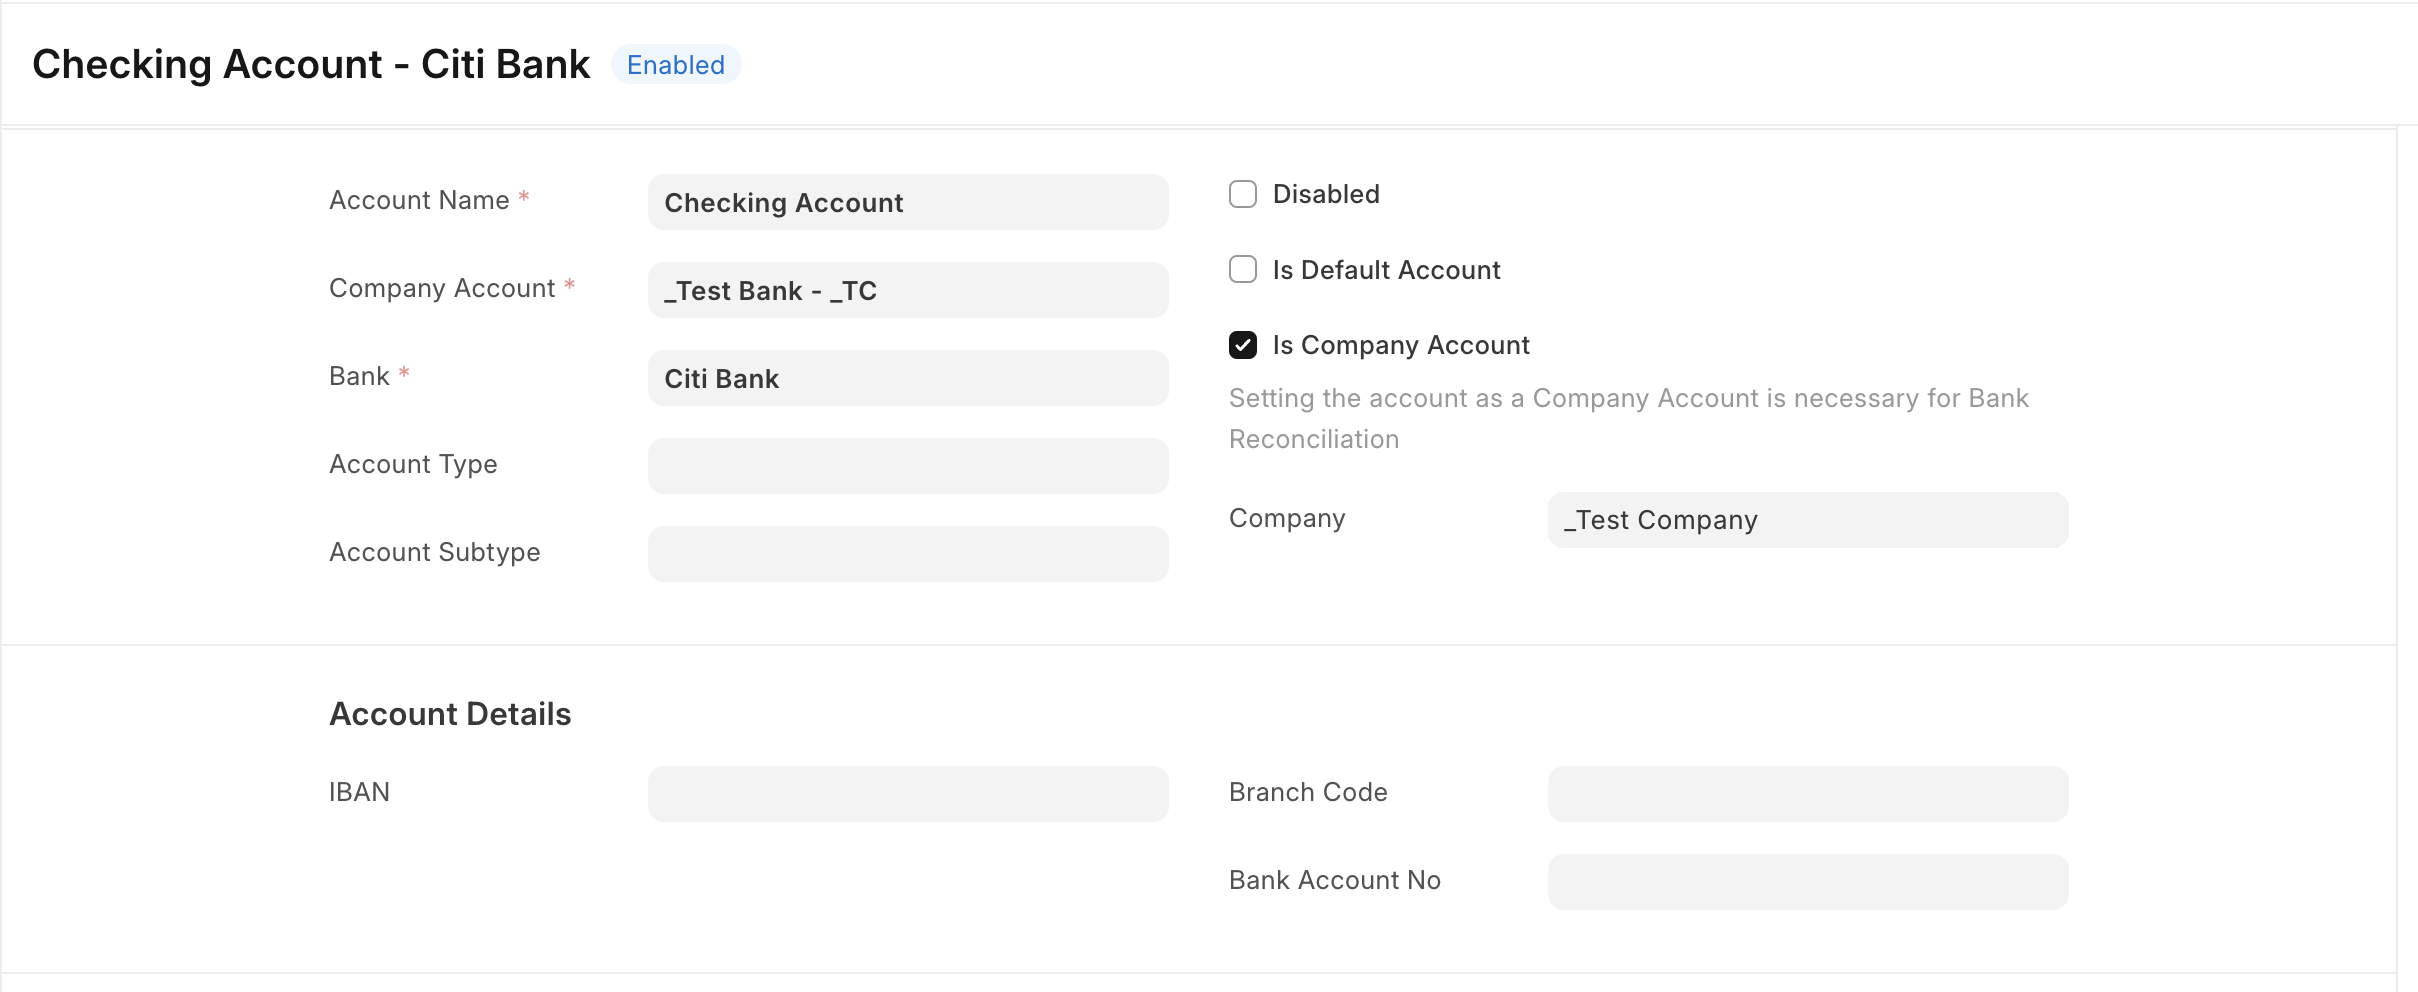 Checking Account - Citi Bank Enabled
Account Name * Checking Account
Company Account * _Test Bank - _TC
Bank * Citi Bank
Account Type
Account Subtype
Disabled
Is Default Account
Is Company Account
Setting the account as a Company Account is necessary for Bank
Reconciliation
Company _Test Company
Account Details
IBAN
Branch Code
Bank Account No